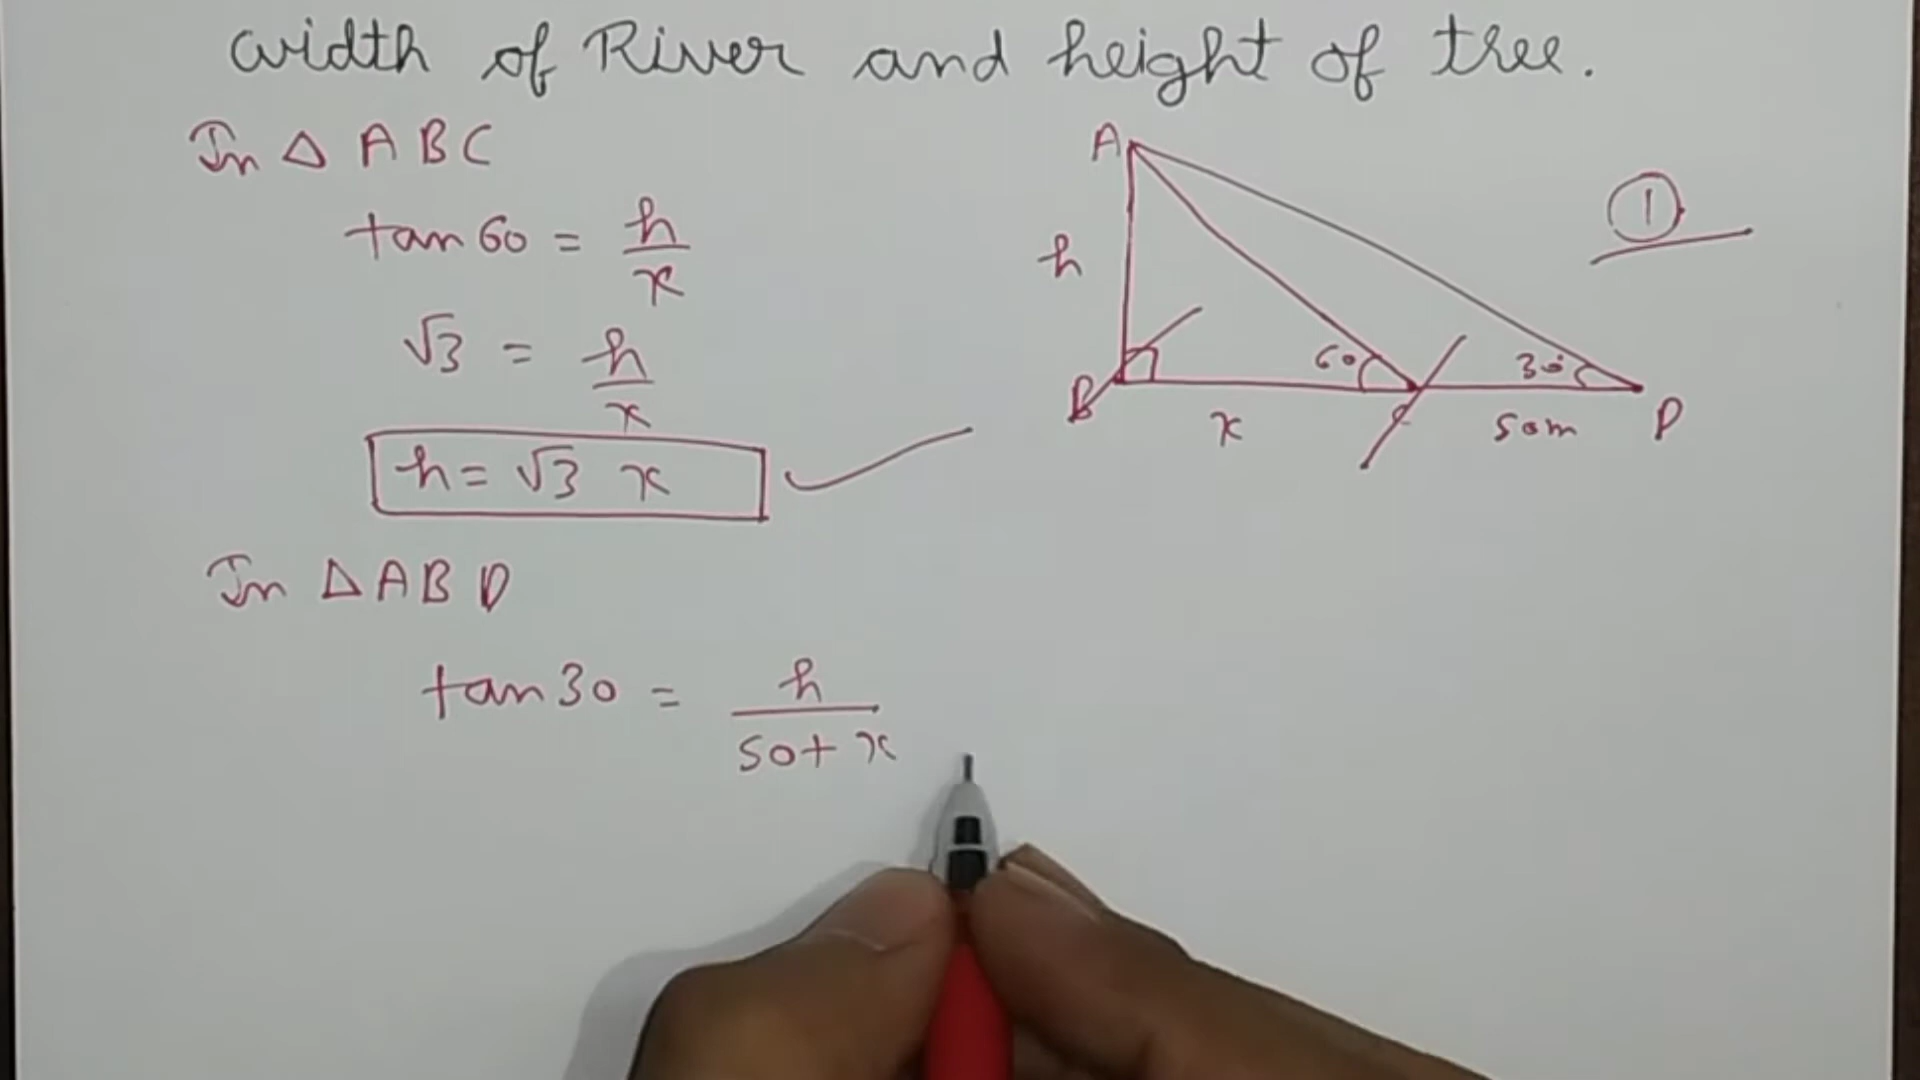 width of River and height of tree.
In △ ABC
tan 60 = h/x
√3 = h/x
h = √3 x
In △ ABD
tan 30 = h/50+x
A
①
h
60
30°
B
x
c
50m
D